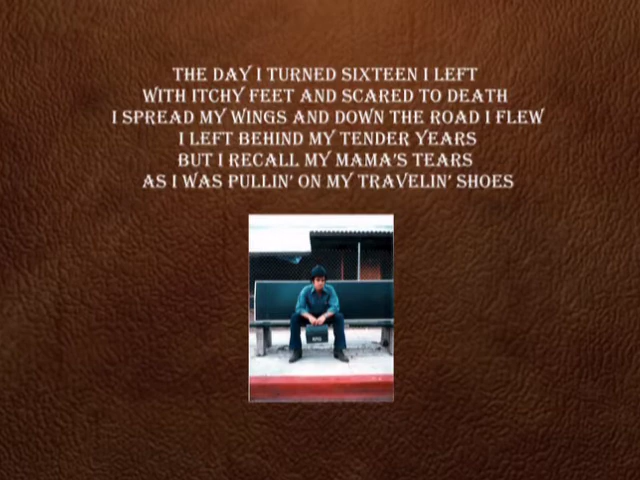 THE DAY I TURNED SIXTEEN I LEFT
WITH ITCHY FEET AND SCARED TO DEATH
I SPREAD MY WINGS AND DOWN THE ROAD I FLEW
I LEFT BEHIND MY TENDER YEARS
BUT I RECALL MY MAMA'S TEARS
AS I WAS PULLIN' ON MY TRAVELIN' SHOES